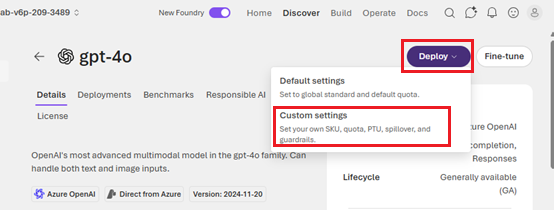 ab-v6p-209-3489
New Foundry
Home Discover Build Operate Docs
gpt-4o
Deploy
Fine-tune
Default settings
Set to global standard and default quota.
Custom settings
Set your own SKU, quota, PTU, spillover, and
guardrails.
Details Deployments Benchmarks Responsible AI
License
OpenAI's most advanced multimodal model in the gpt-4o family. Can
handle both text and image inputs.
Azure OpenAI Direct from Azure Version: 2024-11-20
ure OpenAI
completion,
Responses
Lifecycle Generally available
(GA)